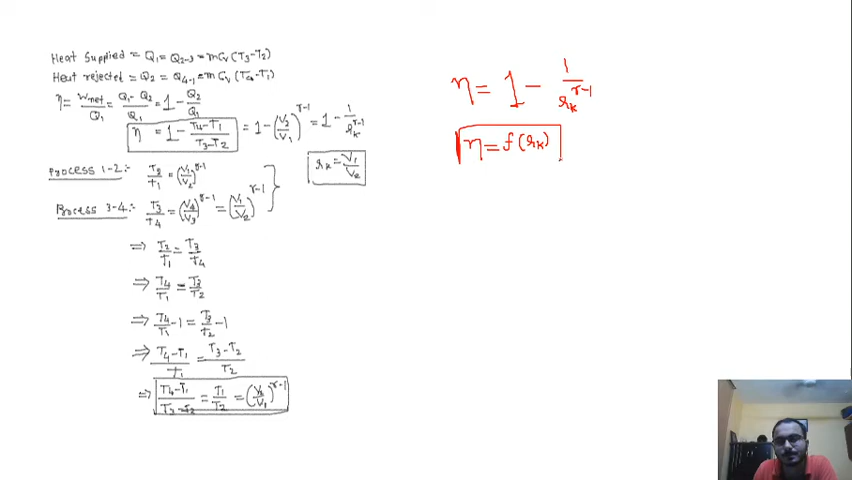 Heat Supplied = Q₁ = Q₂₋₃ = mCᵥ(T₃-T₂)
Heat rejected = Q₂ = Q₄₋₁ = mCᵥ(T₄-T₁)
η = Wnet/Q₁ = (Q₁-Q₂)/Q₁ = 1 - Q₂/Q₁
η = 1 - (T₄-T₁)/(T₃-T₂) = 1 - (V₂/V₁)^(γ-1) = 1 - 1/rₖ^(γ-1)
rₖ = V₁/V₂
Process 1-2:- T₂/T₁ = (V₁/V₂)^(γ-1)
Process 3-4:- T₃/T₄ = (V₄/V₃)^(γ-1) = (V₁/V₂)^(γ-1)
⇒ T₂/T₁ = T₃/T₄
⇒ T₄/T₁ = T₃/T₂
⇒ T₄/T₁ - 1 = T₃/T₂ - 1
⇒ (T₄-T₁)/T₁ = (T₃-T₂)/T₂
⇒ (T₄-T₁)/(T₃-T₂) = T₁/T₂ = (V₂/V₁)^(γ-1)
η = 1 - 1/rₖ^(γ-1)
η = f(rₖ)